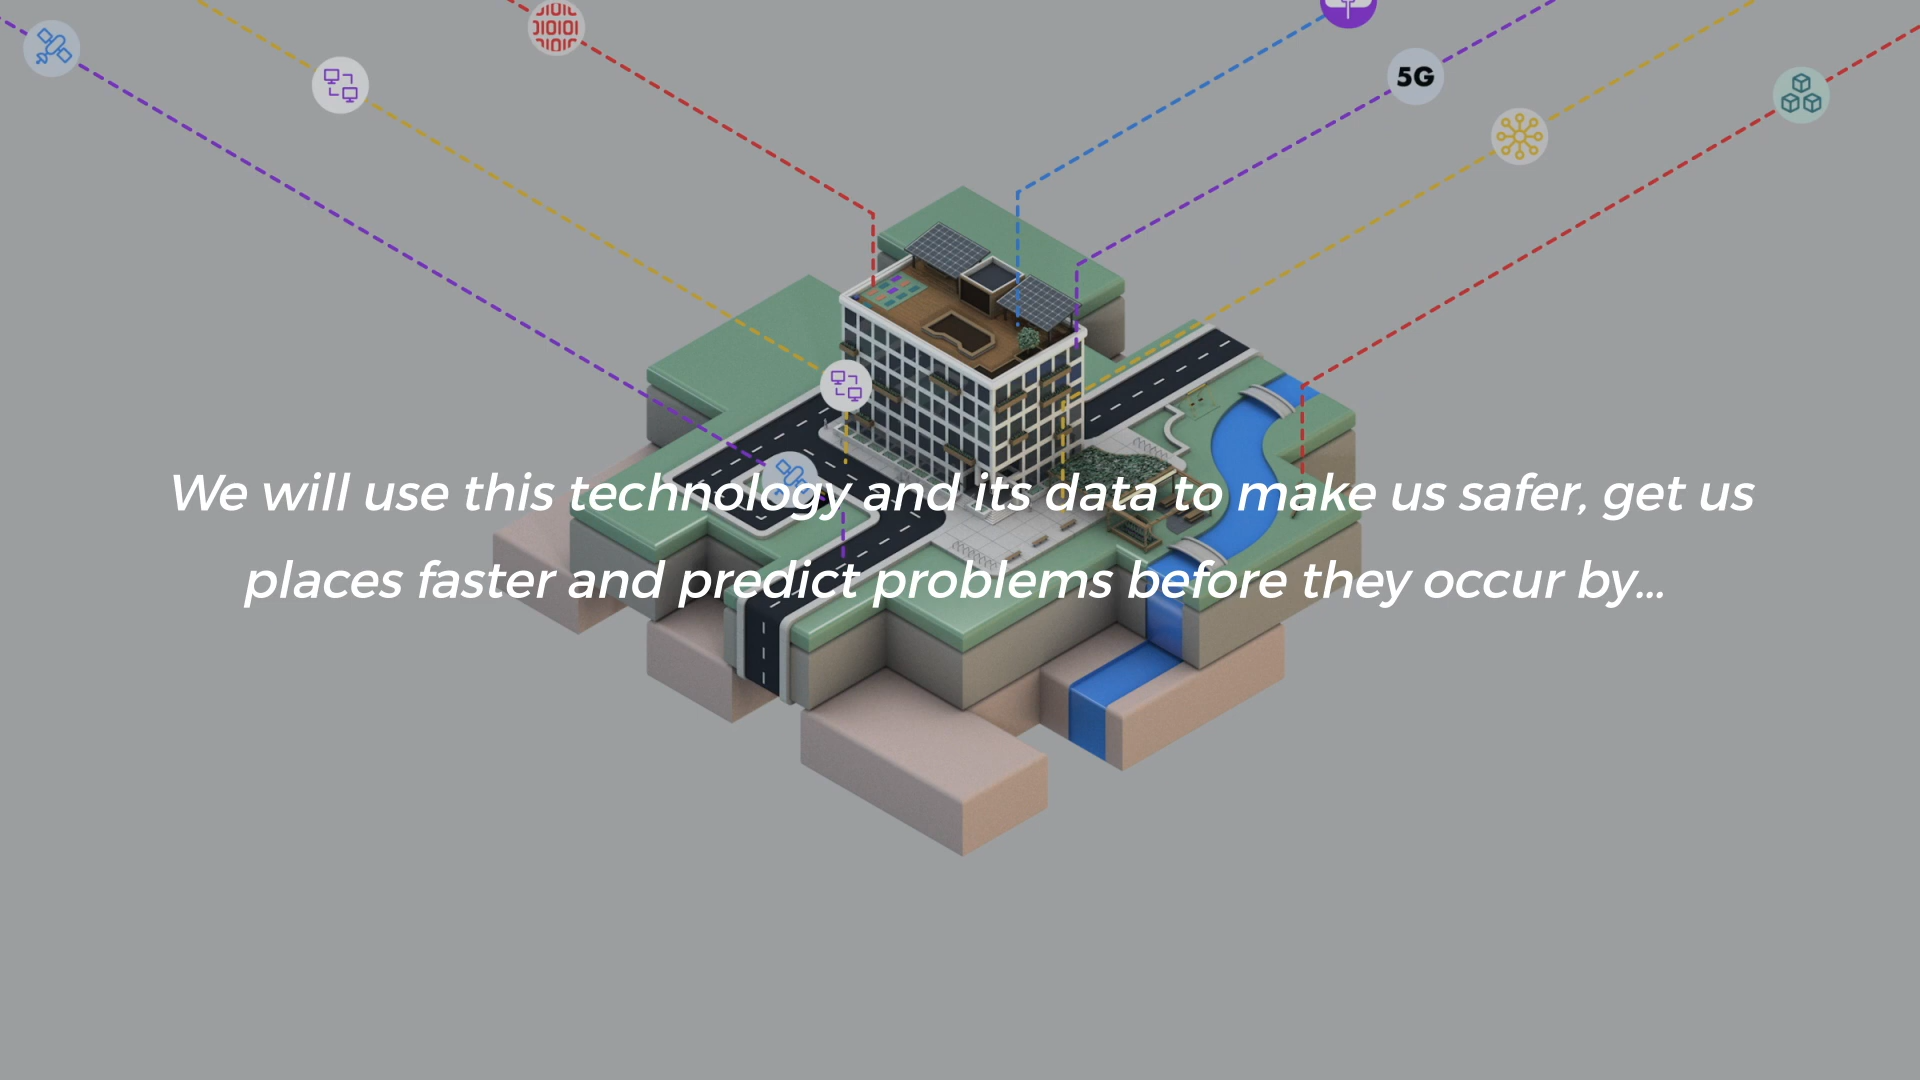 5G
We will use this technology and its data to make us safer, get us
places faster and predict problems before they occur by...